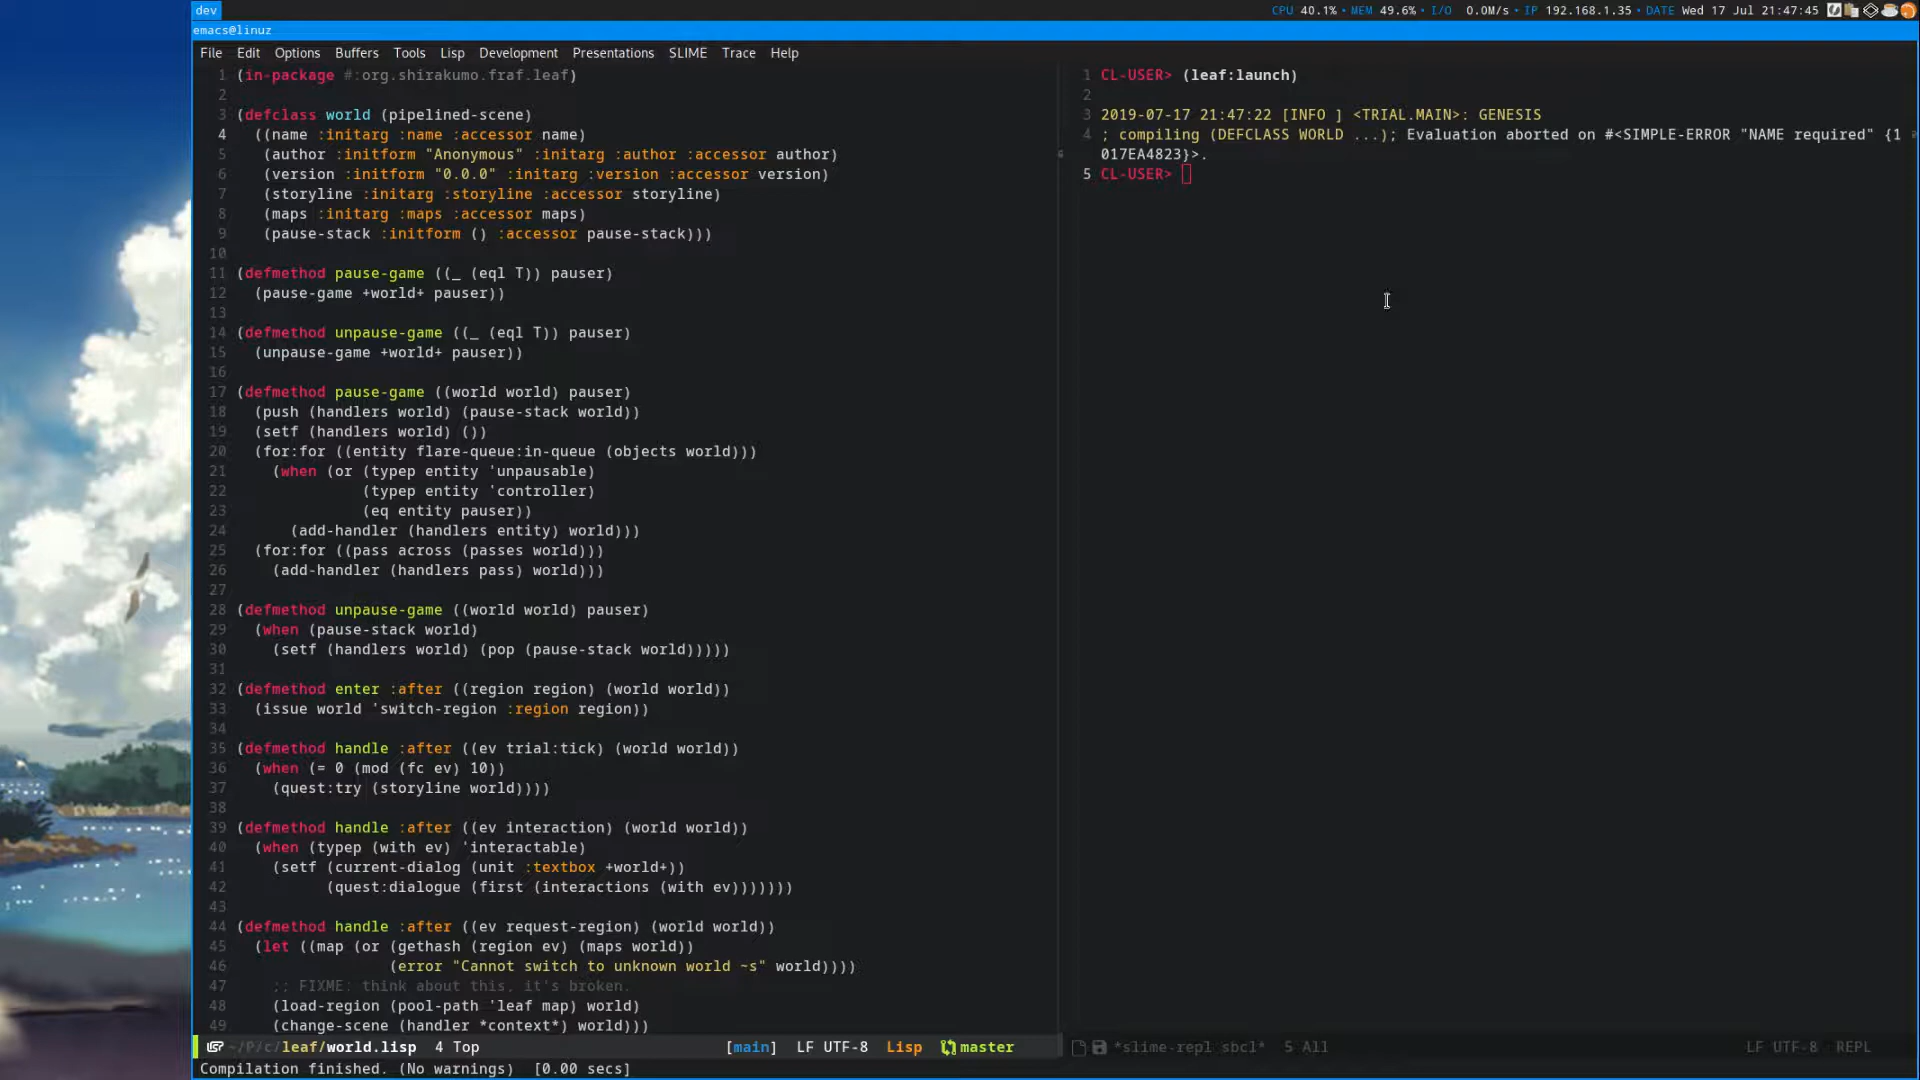 dev
CPU 40.1% • MEM 49.6% • I/O 0.0M/s • IP 192.168.1.35 • DATE Wed 17 Jul 21:47:45
emacs@linuz
File Edit Options Buffers Tools Lisp Development Presentations SLIME Trace Help
1 (in-package #:org.shirakumo.fraf.leaf)
2
3 (defclass world (pipelined-scene)
4 ((name :initarg :name :accessor name)
5 (author :initform "Anonymous" :initarg :author :accessor author)
6 (version :initform "0.0.0" :initarg :version :accessor version)
7 (storyline :initarg :storyline :accessor storyline)
8 (maps :initarg :maps :accessor maps)
9 (pause-stack :initform () :accessor pause-stack)))
10
11 (defmethod pause-game ((_ (eql T)) pauser)
12 (pause-game +world+ pauser))
13
14 (defmethod unpause-game ((_ (eql T)) pauser)
15 (unpause-game +world+ pauser))
16
17 (defmethod pause-game ((world world) pauser)
18 (push (handlers world) (pause-stack world))
19 (setf (handlers world) ())
20 (for:for ((entity flare-queue:in-queue (objects world)))
21 (when (or (typep entity 'unpausable)
22 (typep entity 'controller)
23 (eq entity pauser))
24 (add-handler (handlers entity) world)))
25 (for:for ((pass across (passes world)))
26 (add-handler (handlers pass) world)))
27
28 (defmethod unpause-game ((world world) pauser)
29 (when (pause-stack world)
30 (setf (handlers world) (pop (pause-stack world)))))
31
32 (defmethod enter :after ((region region) (world world))
33 (issue world 'switch-region :region region))
34
35 (defmethod handle :after ((ev trial:tick) (world world))
36 (when (= 0 (mod (fc ev) 10))
37 (quest:try (storyline world))))
38
39 (defmethod handle :after ((ev interaction) (world world))
40 (when (typep (with ev) 'interactable)
41 (setf (current-dialog (unit :textbox +world+))
42 (quest:dialogue (first (interactions (with ev)))))))
43
44 (defmethod handle :after ((ev request-region) (world world))
45 (let ((map (or (gethash (region ev) (maps world))
46 (error "Cannot switch to unknown world ~s" world))))
47 ;; FIXME: think about this, it's broken.
48 (load-region (pool-path 'leaf map) world)
49 (change-scene (handler *context*) world)))
~/P/c/leaf/world.lisp 4 Top [main] LF UTF-8 Lisp master
1 CL-USER> (leaf:launch)
2
3 2019-07-17 21:47:22 [INFO ] <TRIAL.MAIN>: GENESIS
4 ; compiling (DEFCLASS WORLD ...); Evaluation aborted on #<SIMPLE-ERROR "NAME required" {1
017EA4823}>.
5 CL-USER>
*slime-repl sbcl* 5 All LF UTF-8 REPL
Compilation finished. (No warnings) [0.00 secs]